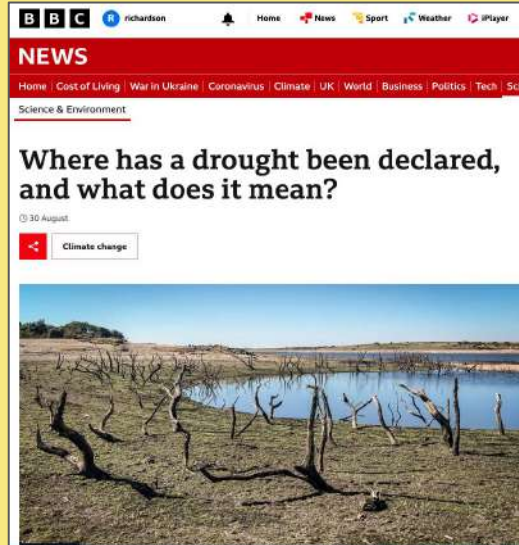 BBC R richardson Home News Sport Weather iPlayer
NEWS
Home Cost of Living War in Ukraine Coronavirus Climate UK World Business Politics Tech
Science & Environment
Where has a drought been declared,
and what does it mean?
30 August
Climate change